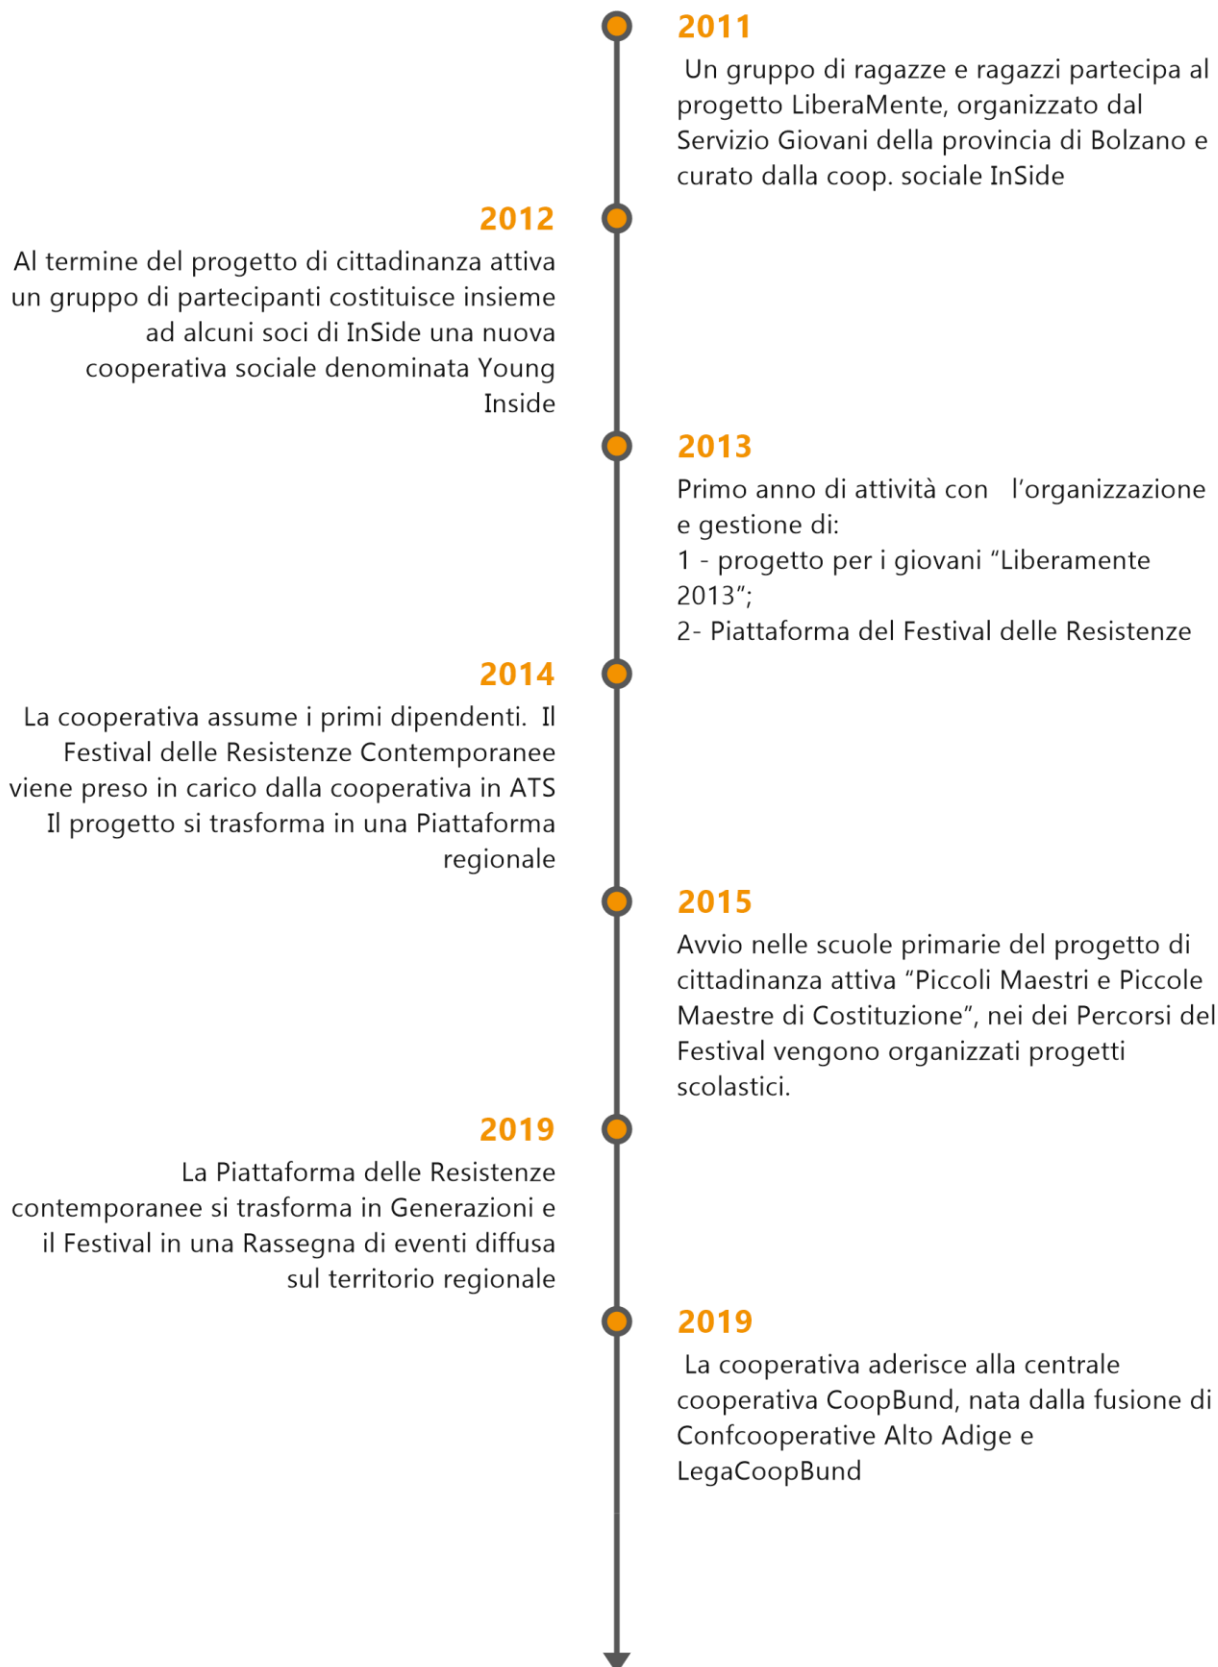 2011
Un gruppo di ragazze e ragazzi partecipa al
progetto LiberaMente, organizzato dal
Servizio Giovani della provincia di Bolzano e
curato dalla coop. sociale InSide
2012
Al termine del progetto di cittadinanza attiva
un gruppo di partecipanti costituisce insieme
ad alcuni soci di InSide una nuova
cooperativa sociale denominata Young
Inside
2013
Primo anno di attività con l’organizzazione
e gestione di:
1 - progetto per i giovani “Liberamente
2013”;
2- Piattaforma del Festival delle Resistenze
2014
La cooperativa assume i primi dipendenti. Il
Festival delle Resistenze Contemporanee
viene preso in carico dalla cooperativa in ATS
Il progetto si trasforma in una Piattaforma
regionale
2015
Avvio nelle scuole primarie del progetto di
cittadinanza attiva “Piccoli Maestri e Piccole
Maestre di Costituzione”, nei dei Percorsi del
Festival vengono organizzati progetti
scolastici.
2019
La Piattaforma delle Resistenze
contemporanee si trasforma in Generazioni e
il Festival in una Rassegna di eventi diffusa
sul territorio regionale
2019
La cooperativa aderisce alla centrale
cooperativa CoopBund, nata dalla fusione di
Confcooperative Alto Adige e
LegaCoopBund